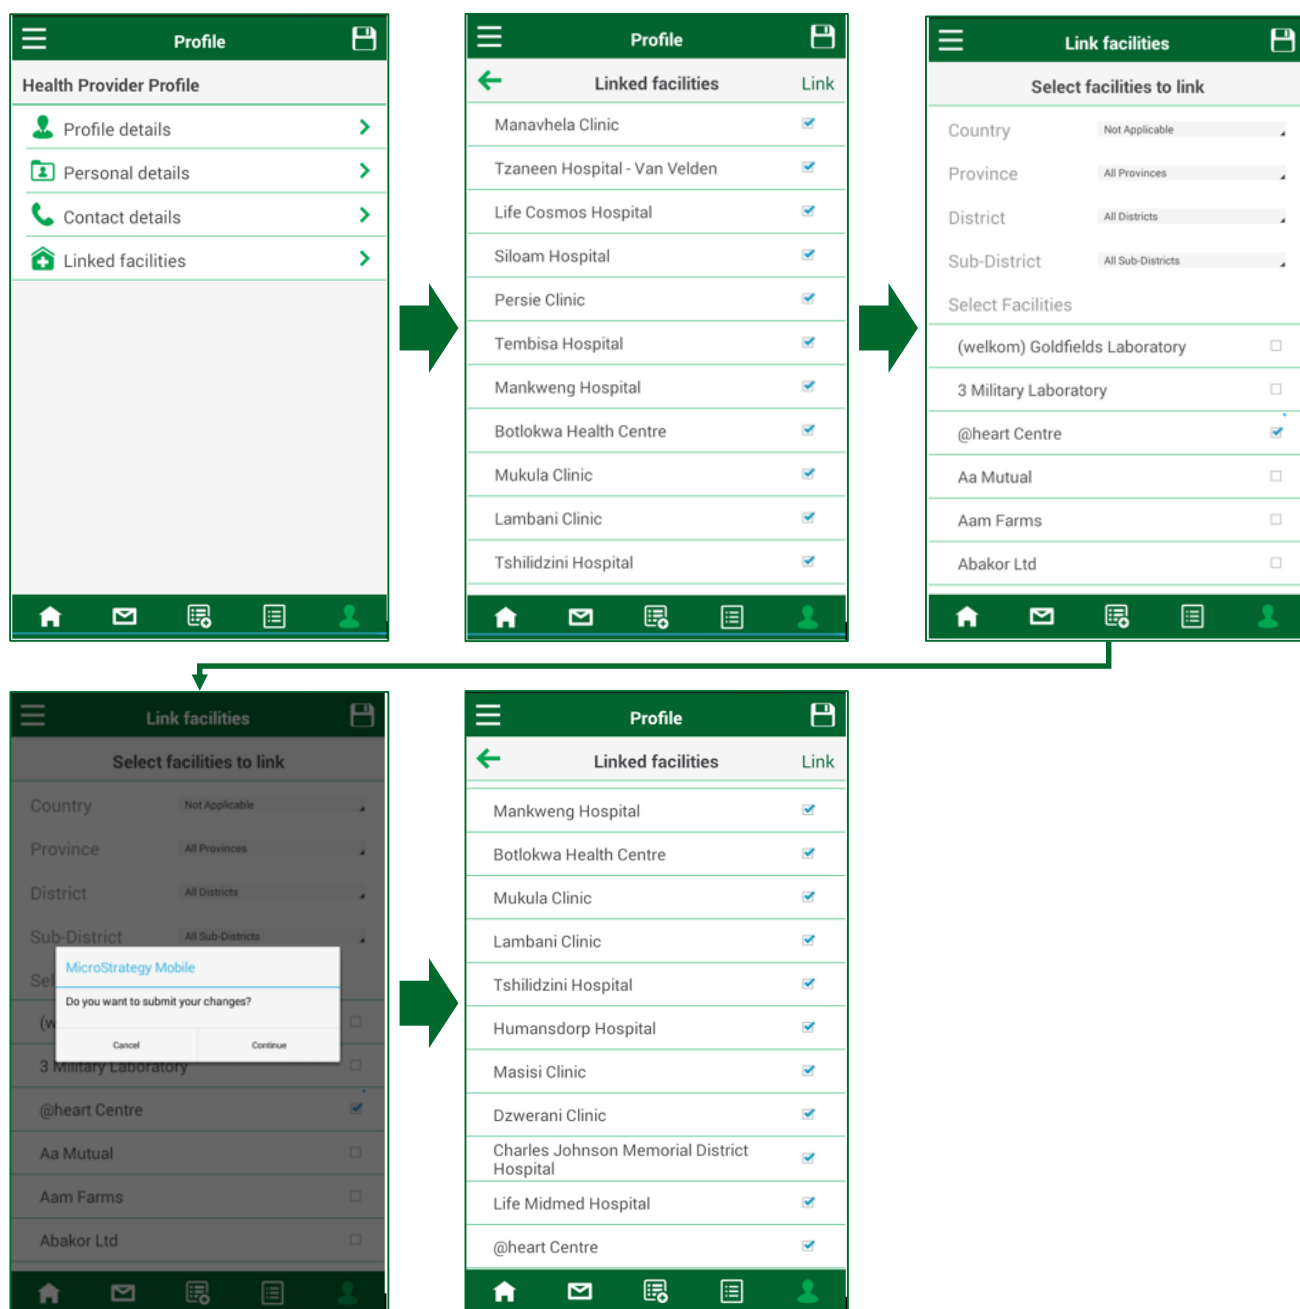 Profile
Health Provider Profile
Profile details
Personal details
Contact details
Linked facilities
Profile
Linked facilities Link
Manavhela Clinic
Tzaneen Hospital - Van Velden
Life Cosmos Hospital
Siloam Hospital
Persie Clinic
Tembisa Hospital
Mankweng Hospital
Botlokwa Health Centre
Mukula Clinic
Lambani Clinic
Tshilidzini Hospital
Link facilities
Select facilities to link
Country Not Applicable
Province All Provinces
District All Districts
Sub-District All Sub-Districts
Select Facilities
(welkom) Goldfields Laboratory
3 Military Laboratory
@heart Centre
Aa Mutual
Aam Farms
Abakor Ltd
Link facilities
Select facilities to link
Country Not Applicable
Province All Provinces
District All Districts
Sub-District All Sub-Districts
Sel
MicroStrategy Mobile
Do you want to submit your changes?
(w
Cancel Continue
3 Military Laboratory
@heart Centre
Aa Mutual
Aam Farms
Abakor Ltd
Profile
Linked facilities Link
Mankweng Hospital
Botlokwa Health Centre
Mukula Clinic
Lambani Clinic
Tshilidzini Hospital
Humansdorp Hospital
Masisi Clinic
Dzwerani Clinic
Charles Johnson Memorial District
Hospital
Life Midmed Hospital
@heart Centre